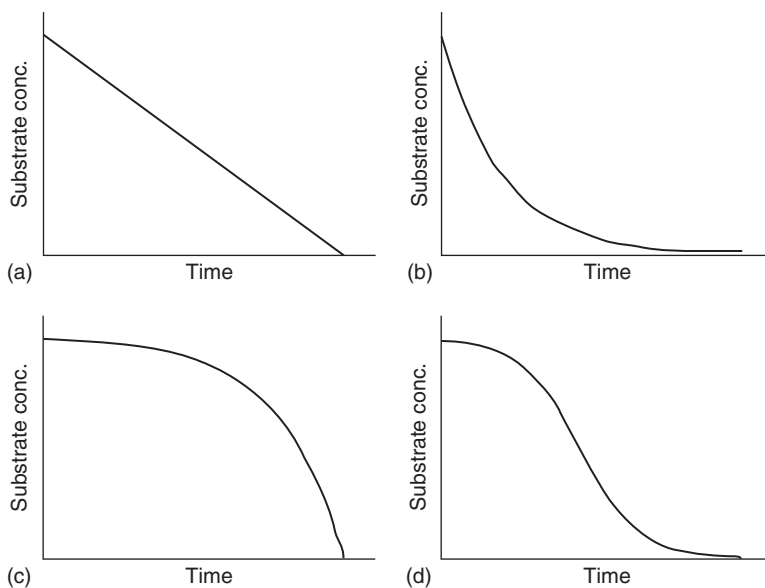 Substrate conc.
(a)
Time
Substrate conc.
(b)
Time
Substrate conc.
(c)
Time
Substrate conc.
(d)
Time